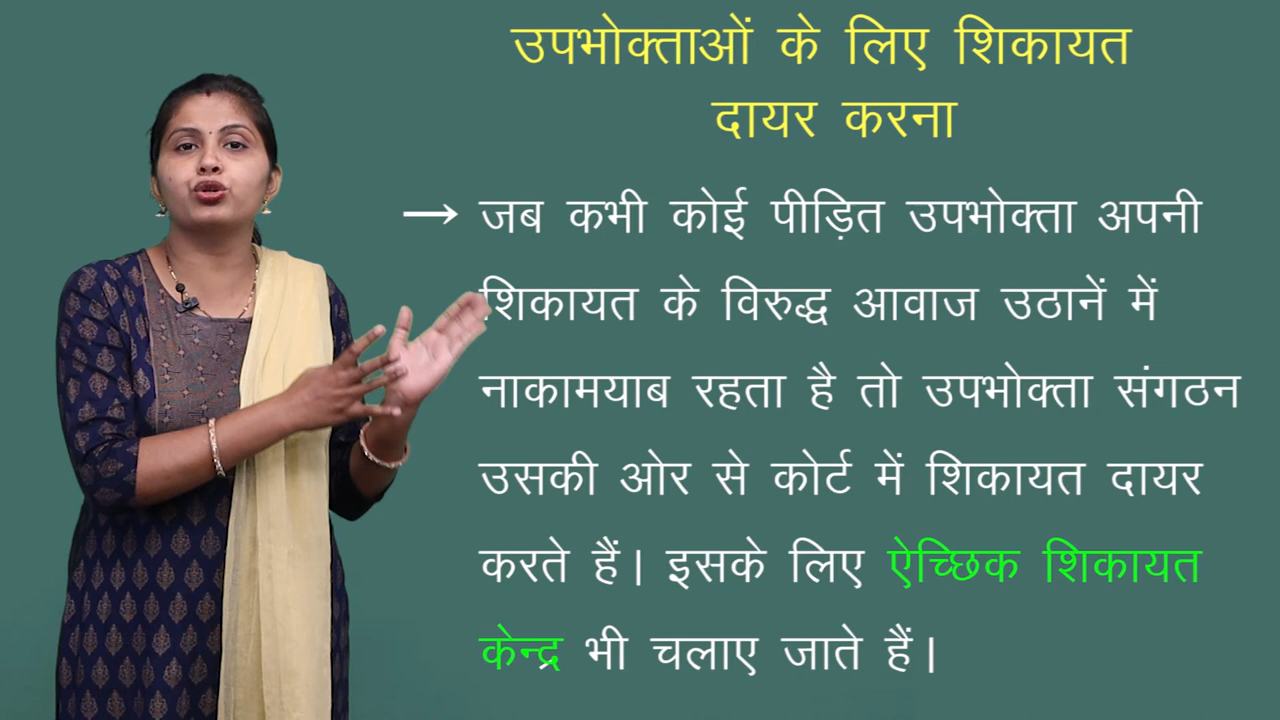 उपभोक्ताओं के लिए शिकायत
दायर करना
→ जब कभी कोई पीड़ित उपभोक्ता अपनी
शिकायत के विरुद्ध आवाज उठानें में
नाकामयाब रहता है तो उपभोक्ता संगठन
उसकी ओर से कोर्ट में शिकायत दायर
करते हैं। इसके लिए ऐच्छिक शिकायत
केन्द्र भी चलाए जाते हैं।